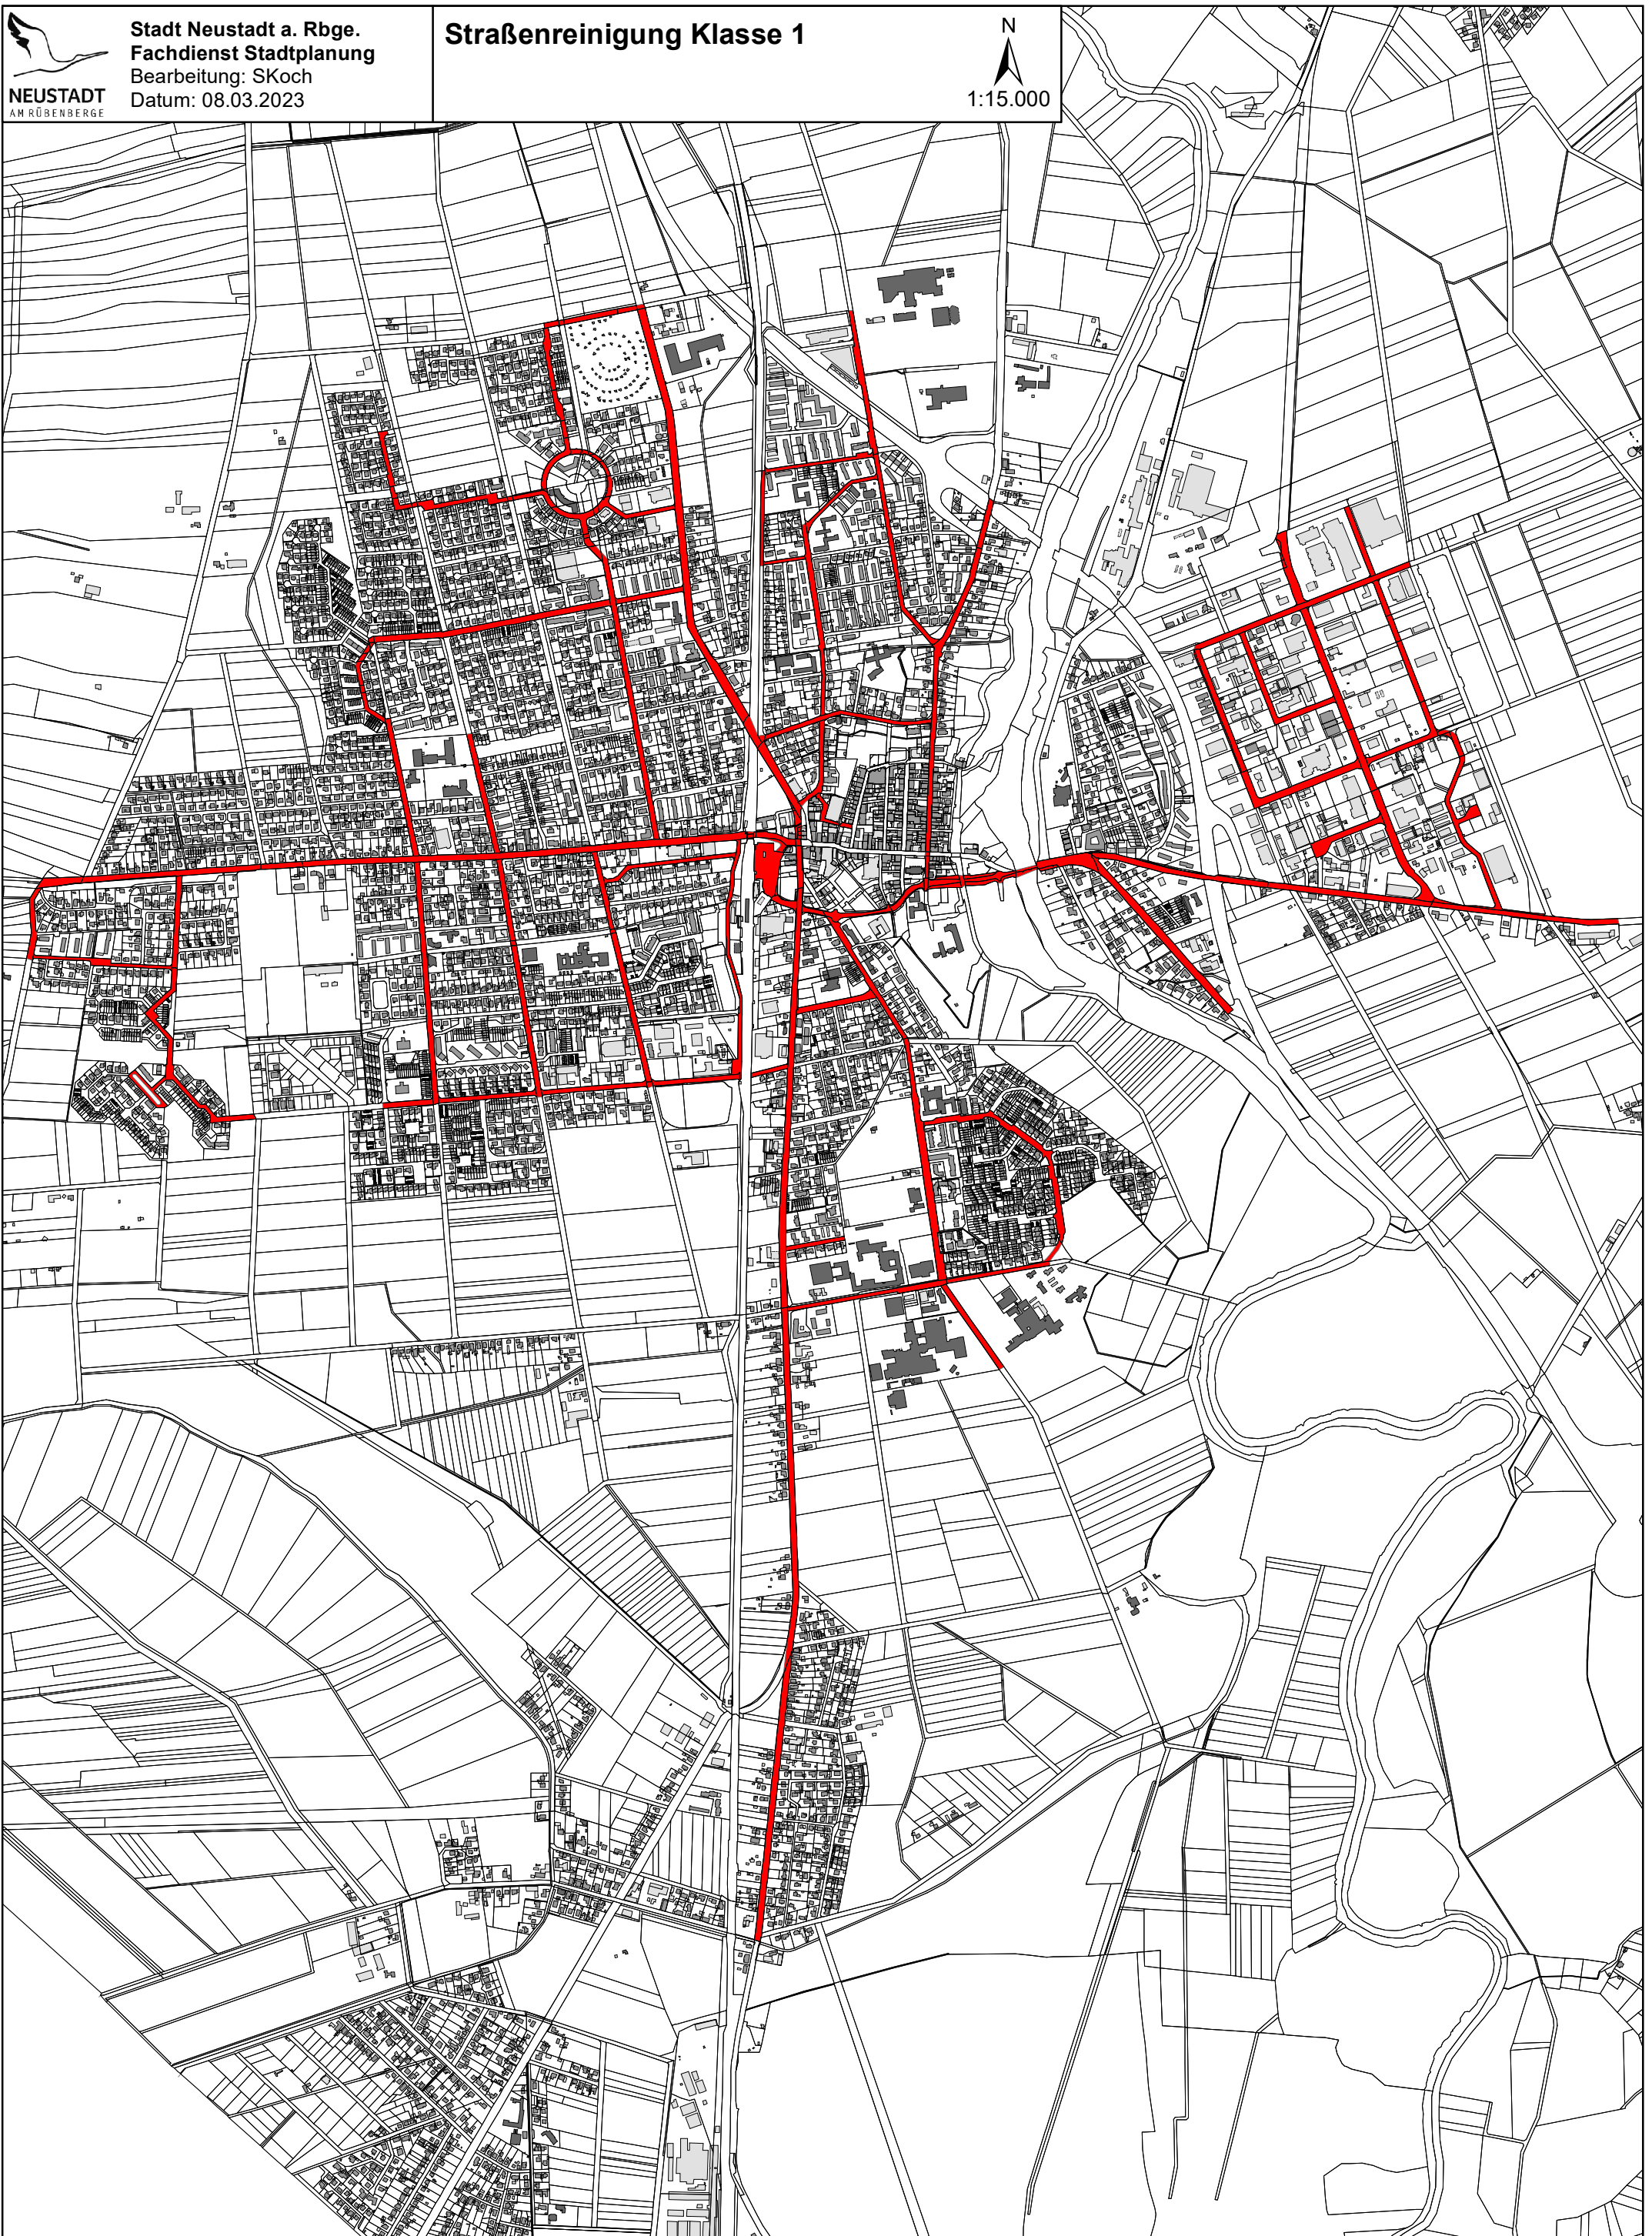 Stadt Neustadt a. Rbge.
Fachdienst Stadtplanung
Bearbeitung: SKoch
Datum: 08.03.2023
NEUSTADT
AM RÜBENBERGE
Straßenreinigung Klasse 1
N
1:15.000